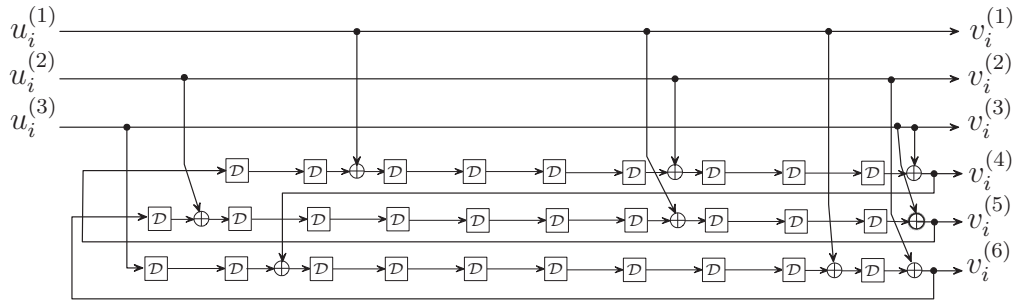 u_i^{(1)} v_i^{(1)}
u_i^{(2)} v_i^{(2)}
u_i^{(3)} v_i^{(3)}
D D D D D D D D D v_i^{(4)}
D D D D D D D D D D v_i^{(5)}
D D D D D D D D D D v_i^{(6)}